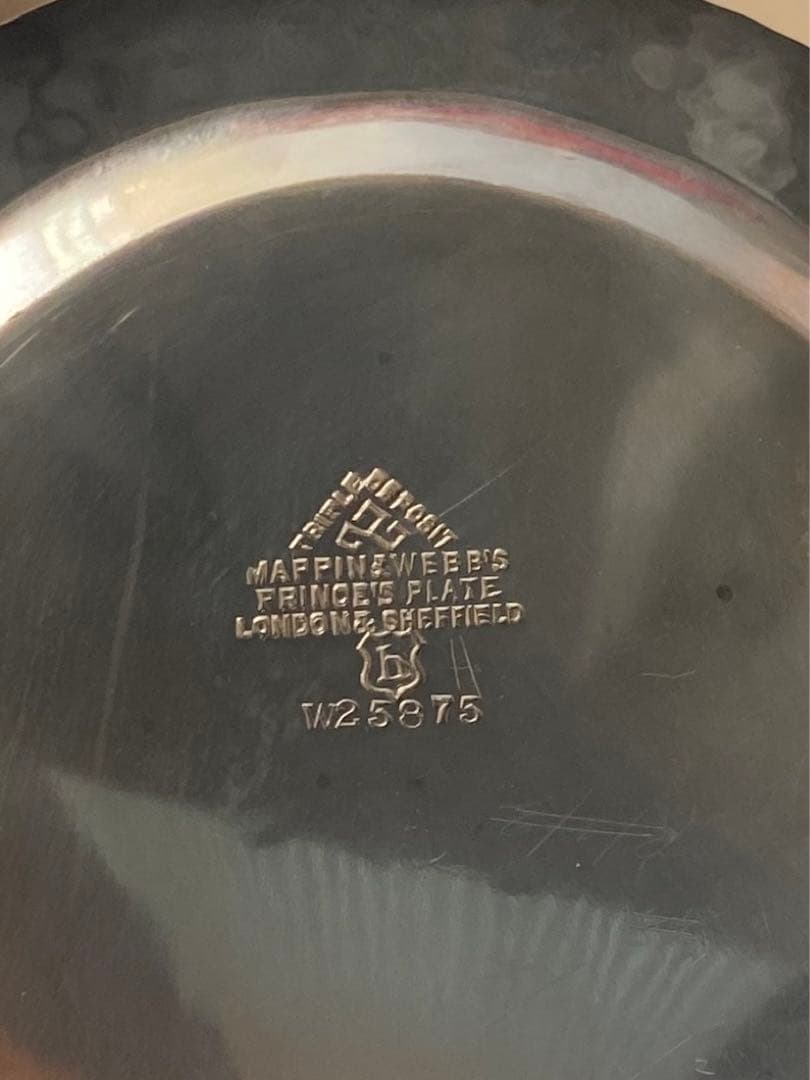 TRIPLE DEPOSIT
MAPPIN & WEBB'S
PRINCE'S PLATE
LONDON & SHEFFIELD
b
W25875